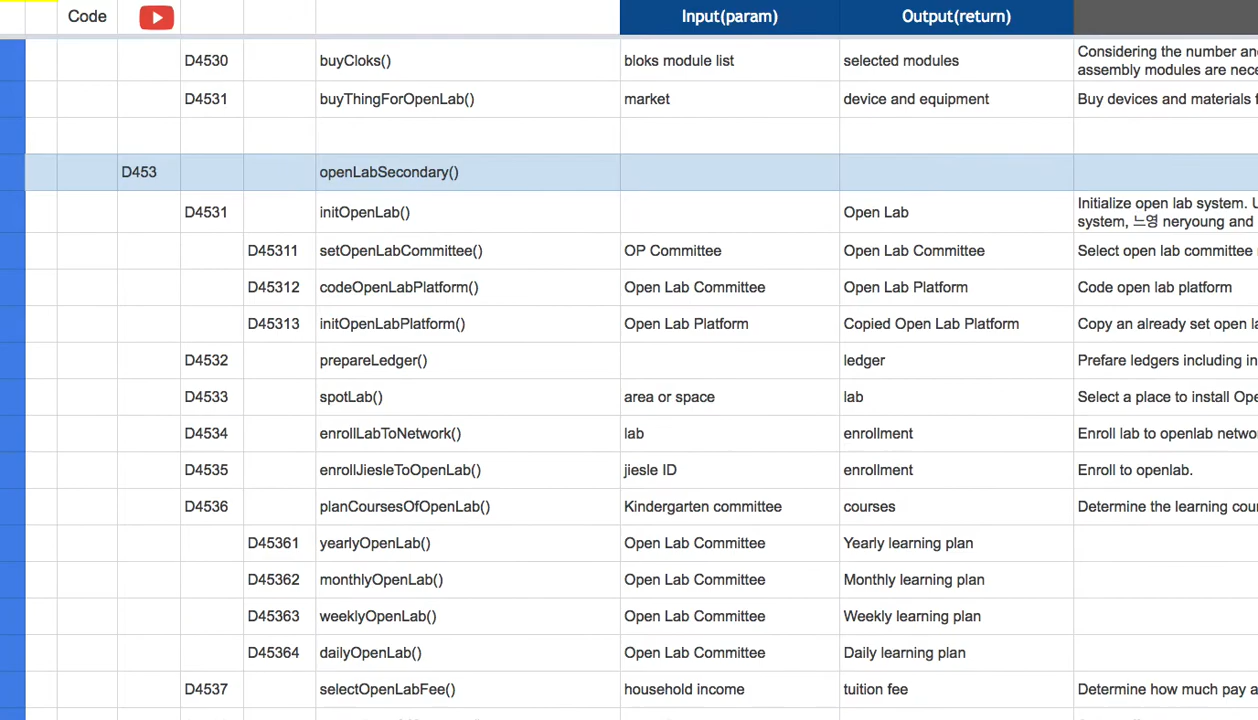 Code Input(param) Output(return)
D4530 buyCloks() bloks module list selected modules Considering the number
assembly modules are
D4531 buyThingForOpenLab() market device and equipment Buy devices and materials
D453 openLabSecondary()
D4531 initOpenLab() Open Lab Initialize open lab system.
system, 느영 neryoung and
D45311 setOpenLabCommittee() OP Committee Open Lab Committee Select open lab committee
D45312 codeOpenLabPlatform() Open Lab Committee Open Lab Platform Code open lab platform
D45313 initOpenLabPlatform() Open Lab Platform Copied Open Lab Platform Copy an already set open
D4532 prepareLedger() ledger Prefare ledgers including
D4533 spotLab() area or space lab Select a place to install
D4534 enrollLabToNetwork() lab enrollment Enroll lab to openlab
D4535 enrollJiesleToOpenLab() jiesle ID enrollment Enroll to openlab.
D4536 planCoursesOfOpenLab() Kindergarten committee courses Determine the learning
D45361 yearlyOpenLab() Open Lab Committee Yearly learning plan
D45362 monthlyOpenLab() Open Lab Committee Monthly learning plan
D45363 weeklyOpenLab() Open Lab Committee Weekly learning plan
D45364 dailyOpenLab() Open Lab Committee Daily learning plan
D4537 selectOpenLabFee() household income tuition fee Determine how much pay